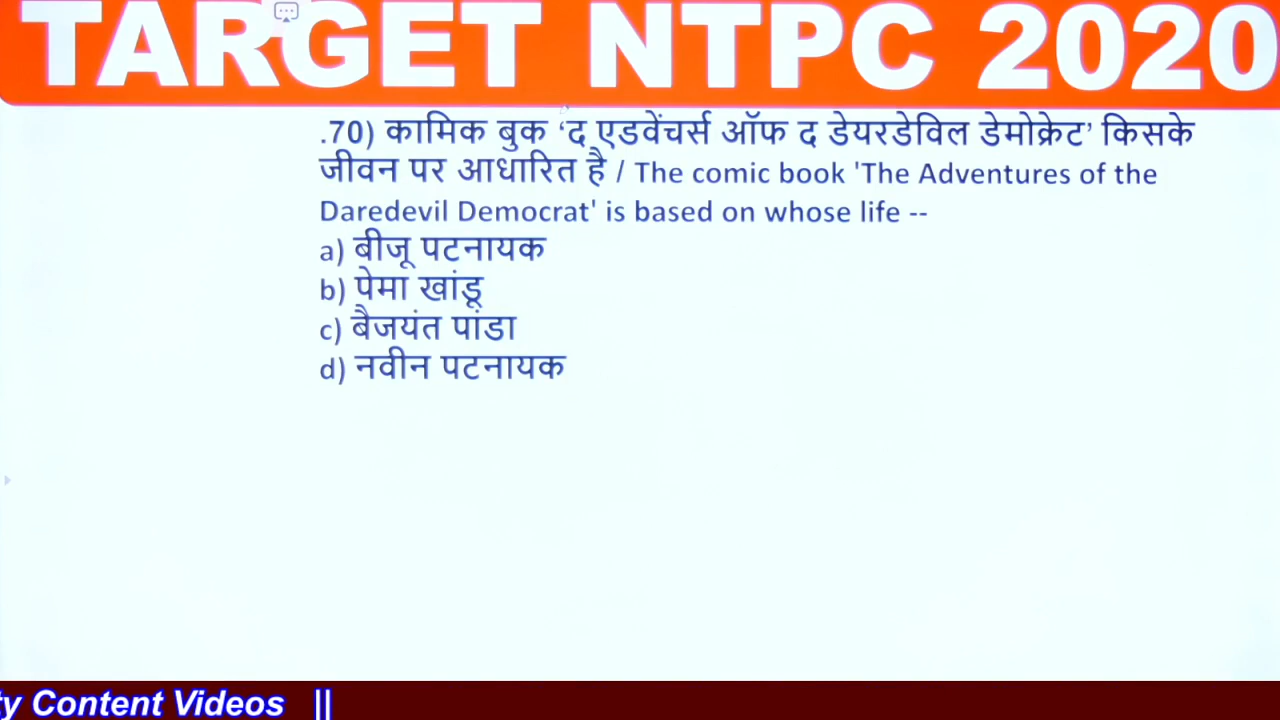 TARGET NTPC 2020
.70) कामिक बुक ‘द एडवेंचर्स ऑफ द डेयरडेविल डेमोक्रेट’ किसके
जीवन पर आधारित है / The comic book 'The Adventures of the
Daredevil Democrat' is based on whose life --
a) बीजू पटनायक
b) पेमा खांडू
c) बैजयंत पांडा
d) नवीन पटनायक
ty Content Videos ||